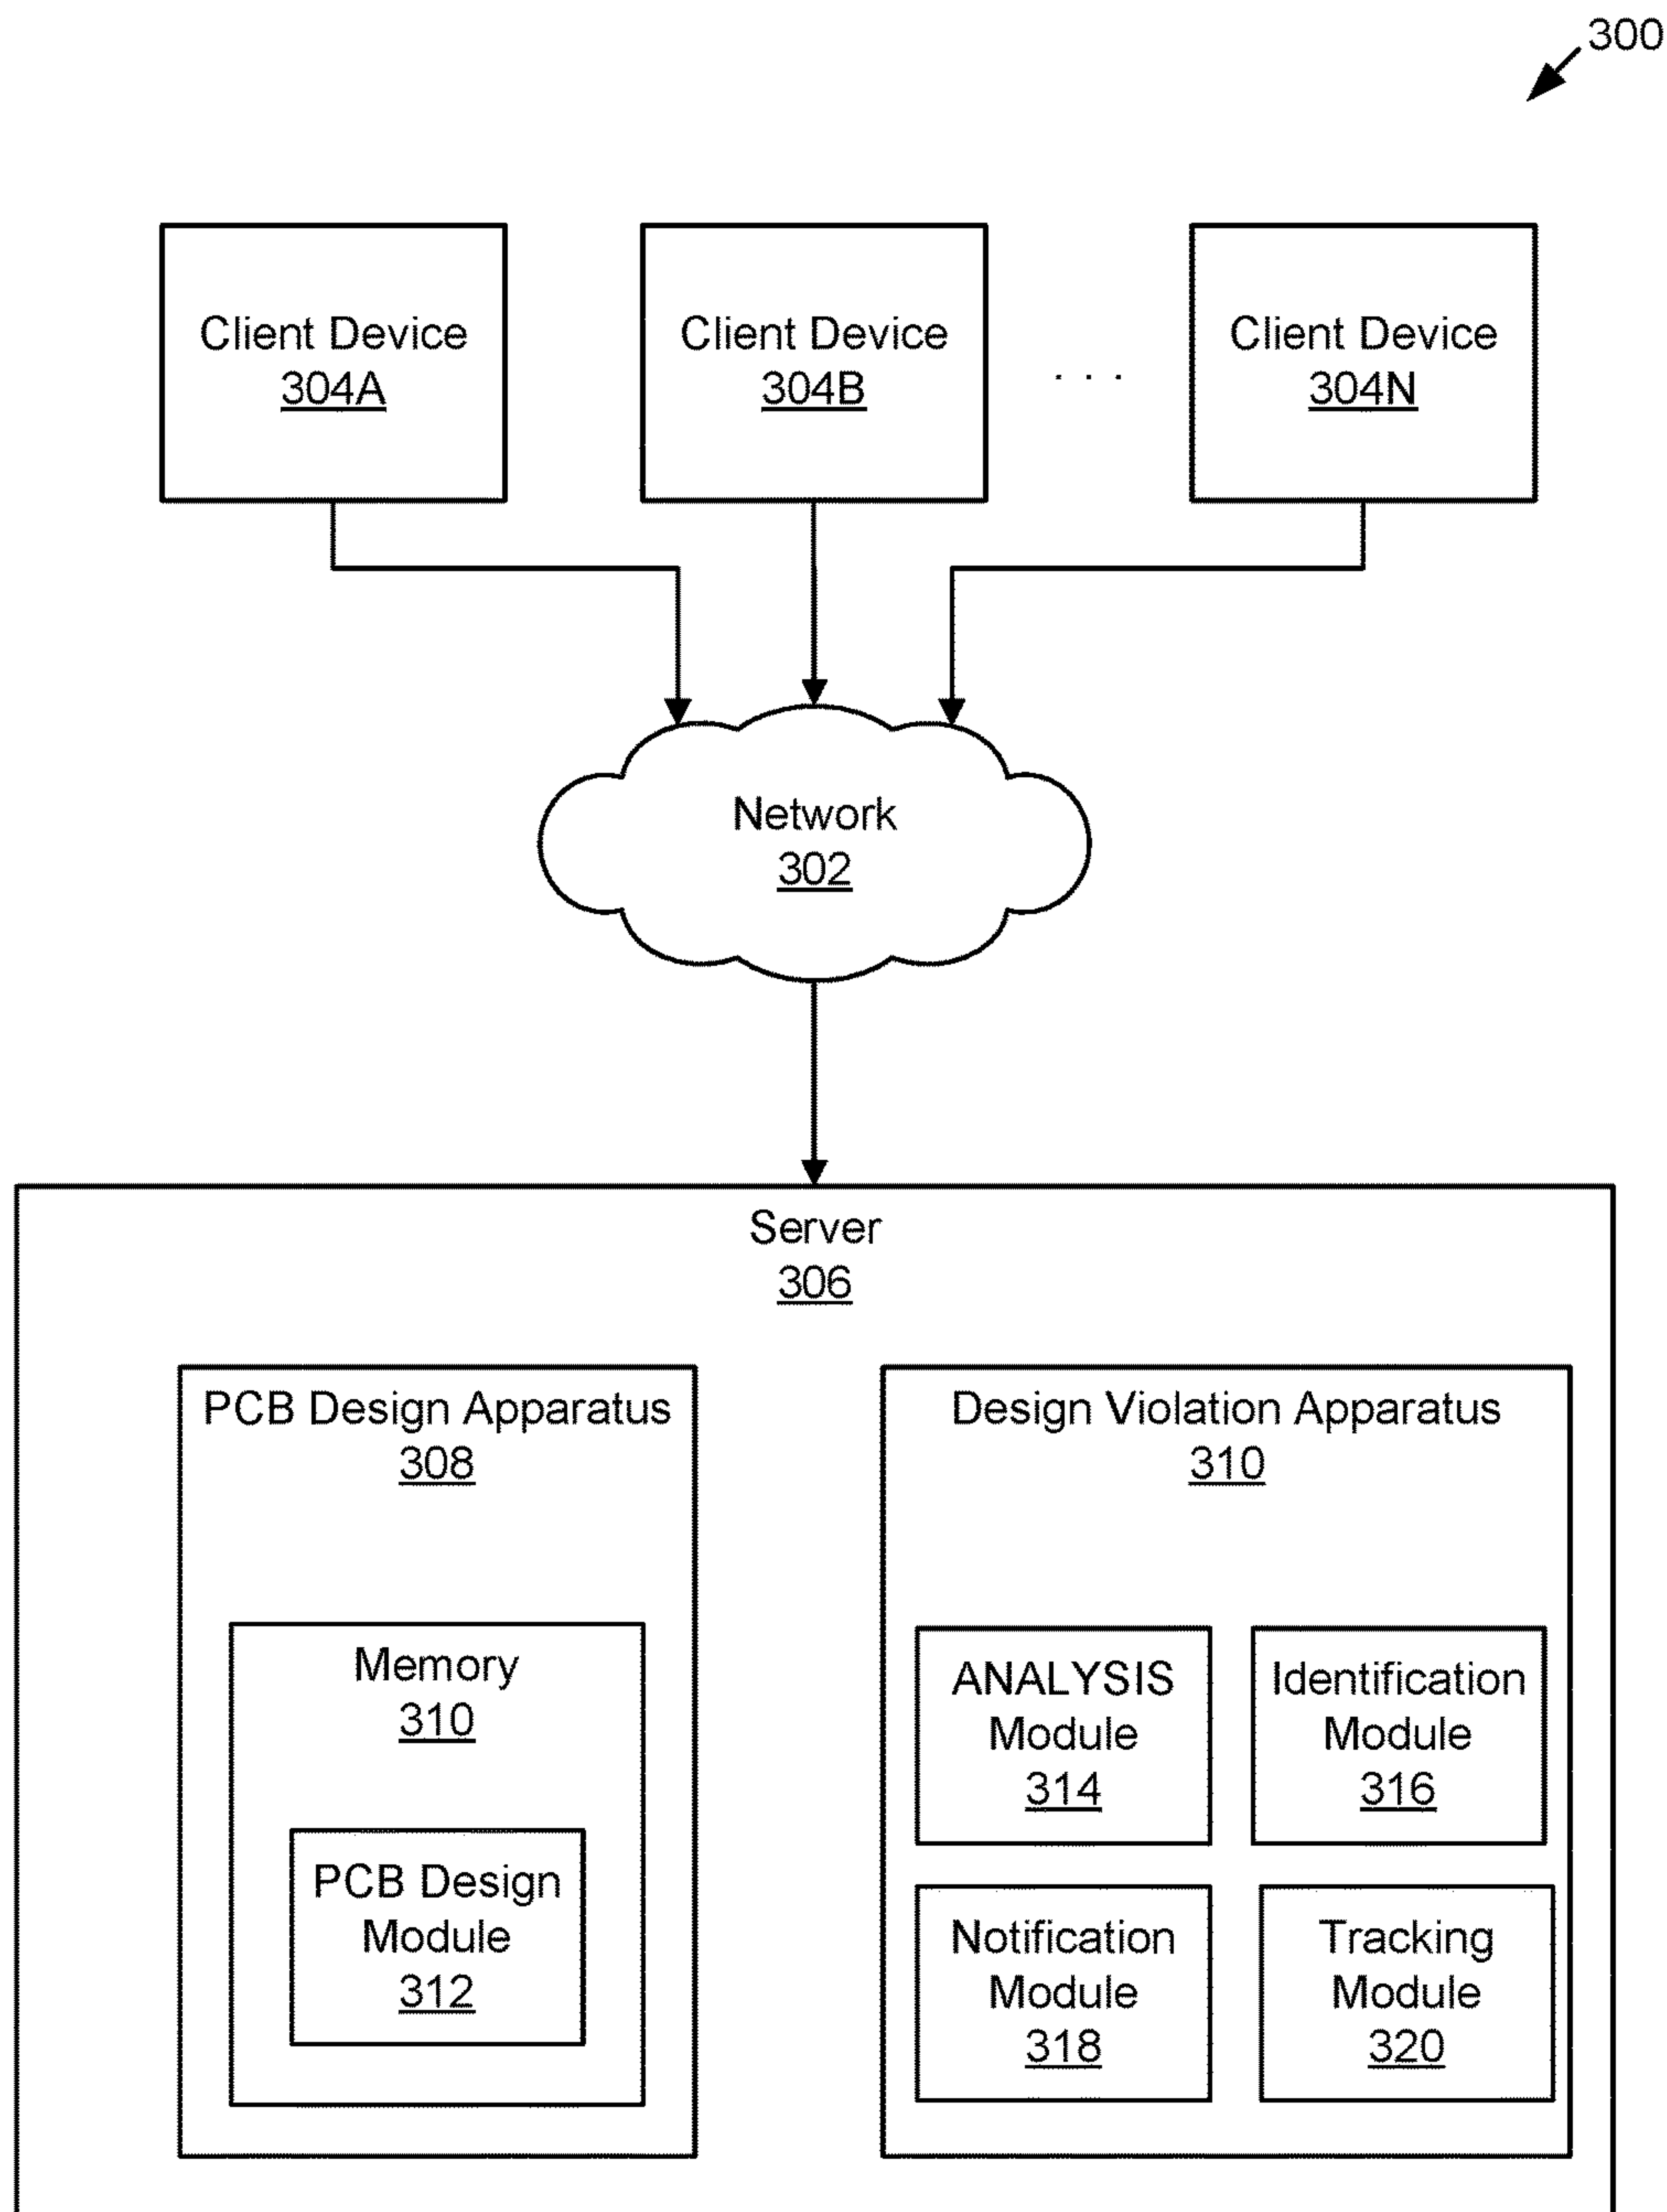 300
Client Device
304A
Client Device
304B
. . .
Client Device
304N
Network
302
Server
306
PCB Design Apparatus
308
Memory
310
PCB Design
Module
312
Design Violation Apparatus
310
ANALYSIS
Module
314
Identification
Module
316
Notification
Module
318
Tracking
Module
320